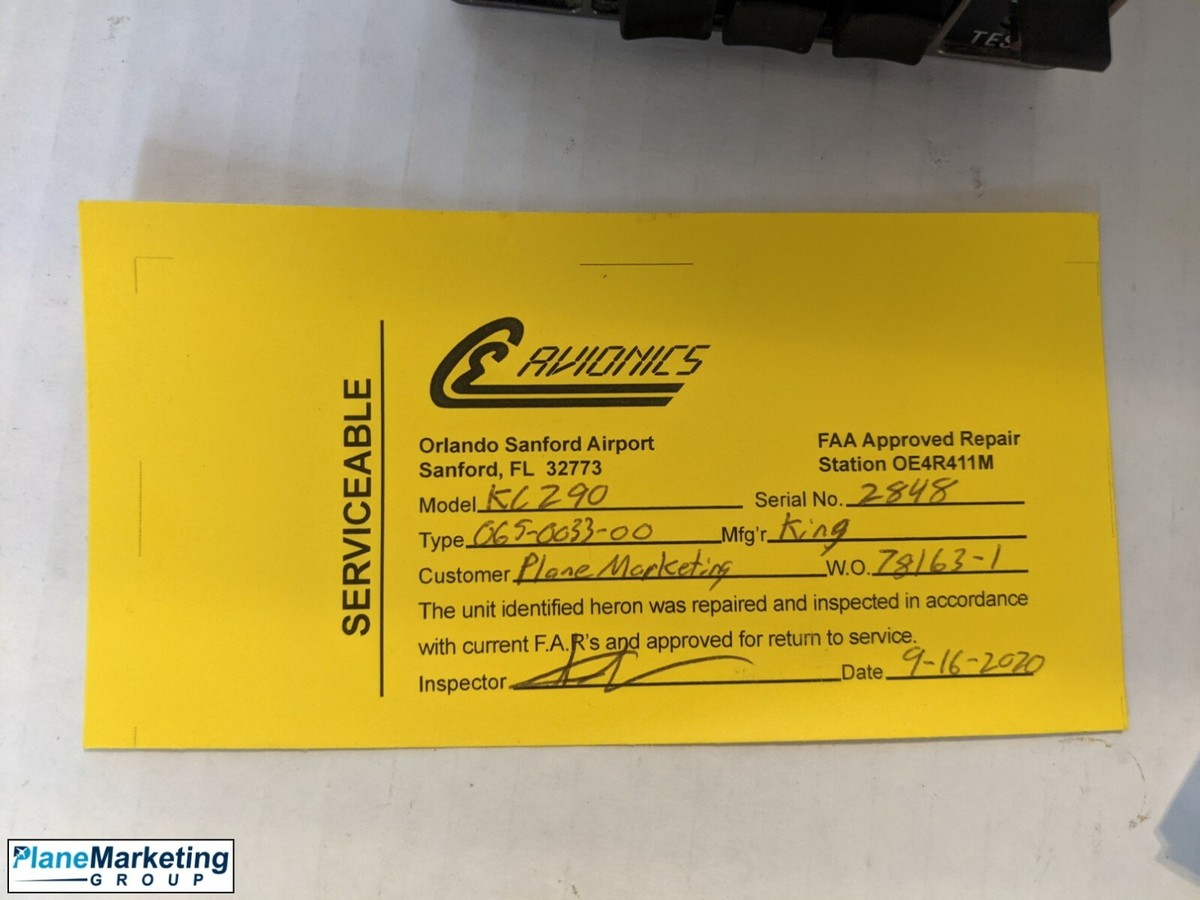 TES
CE AVIONICS
SERVICEABLE
Orlando Sanford Airport
FAA Approved Repair
Sanford, FL 32773
Station OE4R411M
Model KC290 Serial No. 2848
Type 065-0033-00 Mfg'r King
Customer Plane Marketing W.O. 78163-1
The unit identified heron was repaired and inspected in accordance
with current F.A.R's and approved for return to service.
Inspector Date 9-16-2020
PlaneMarketing
GROUP